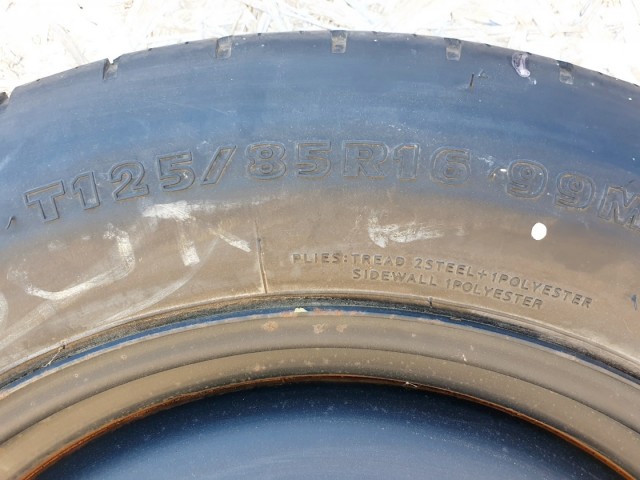 T125/85R16 99M
PLIES: TREAD 2STEEL+1POLYESTER
SIDEWALL 1POLYESTER